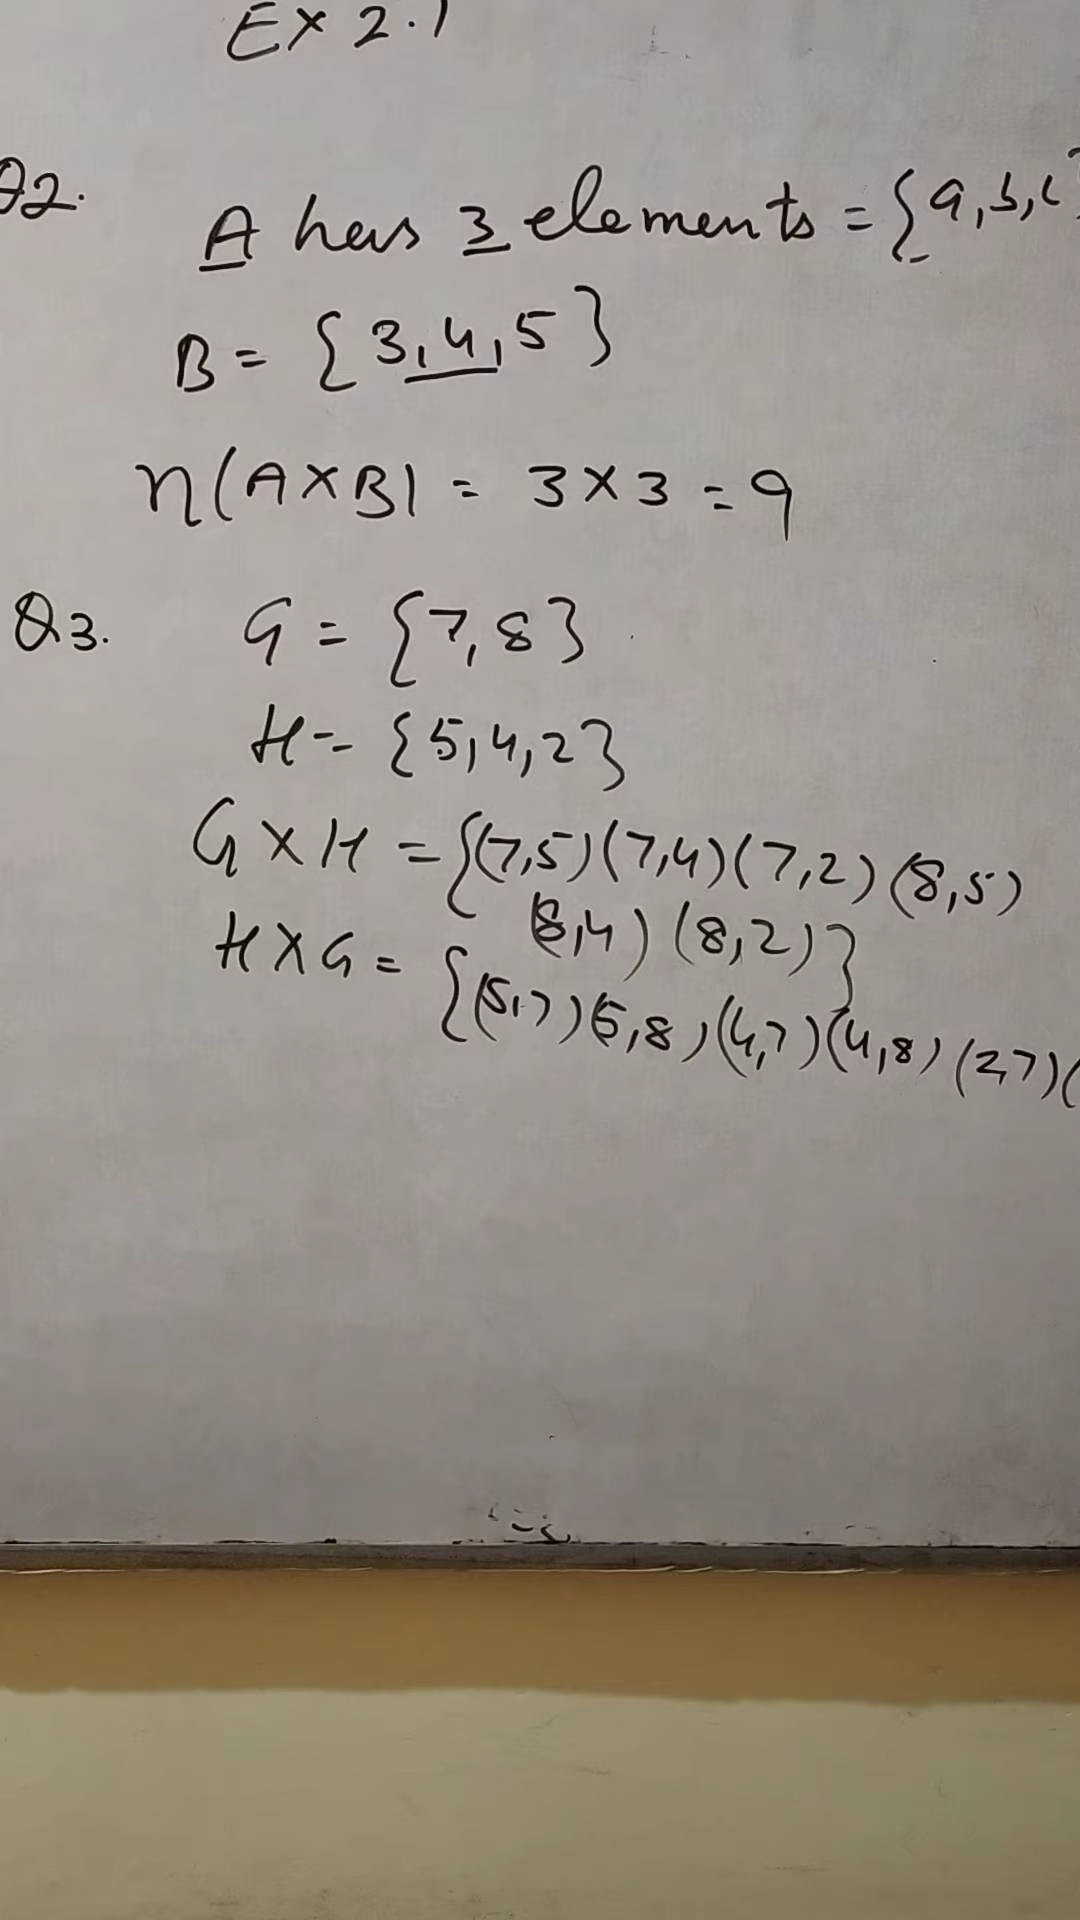 Ex 2.1
Q2.
A has 3 elements = {a,b,c}
B = {3,4,5}
n(A×B) = 3×3 = 9
Q3. G = {7,8}
H = {5,4,2}
G×H = {(7,5)(7,4)(7,2)(8,5)
(8,4)(8,2)}
H×G = {(5,7)(5,8)(4,7)(4,8)(2,7)(